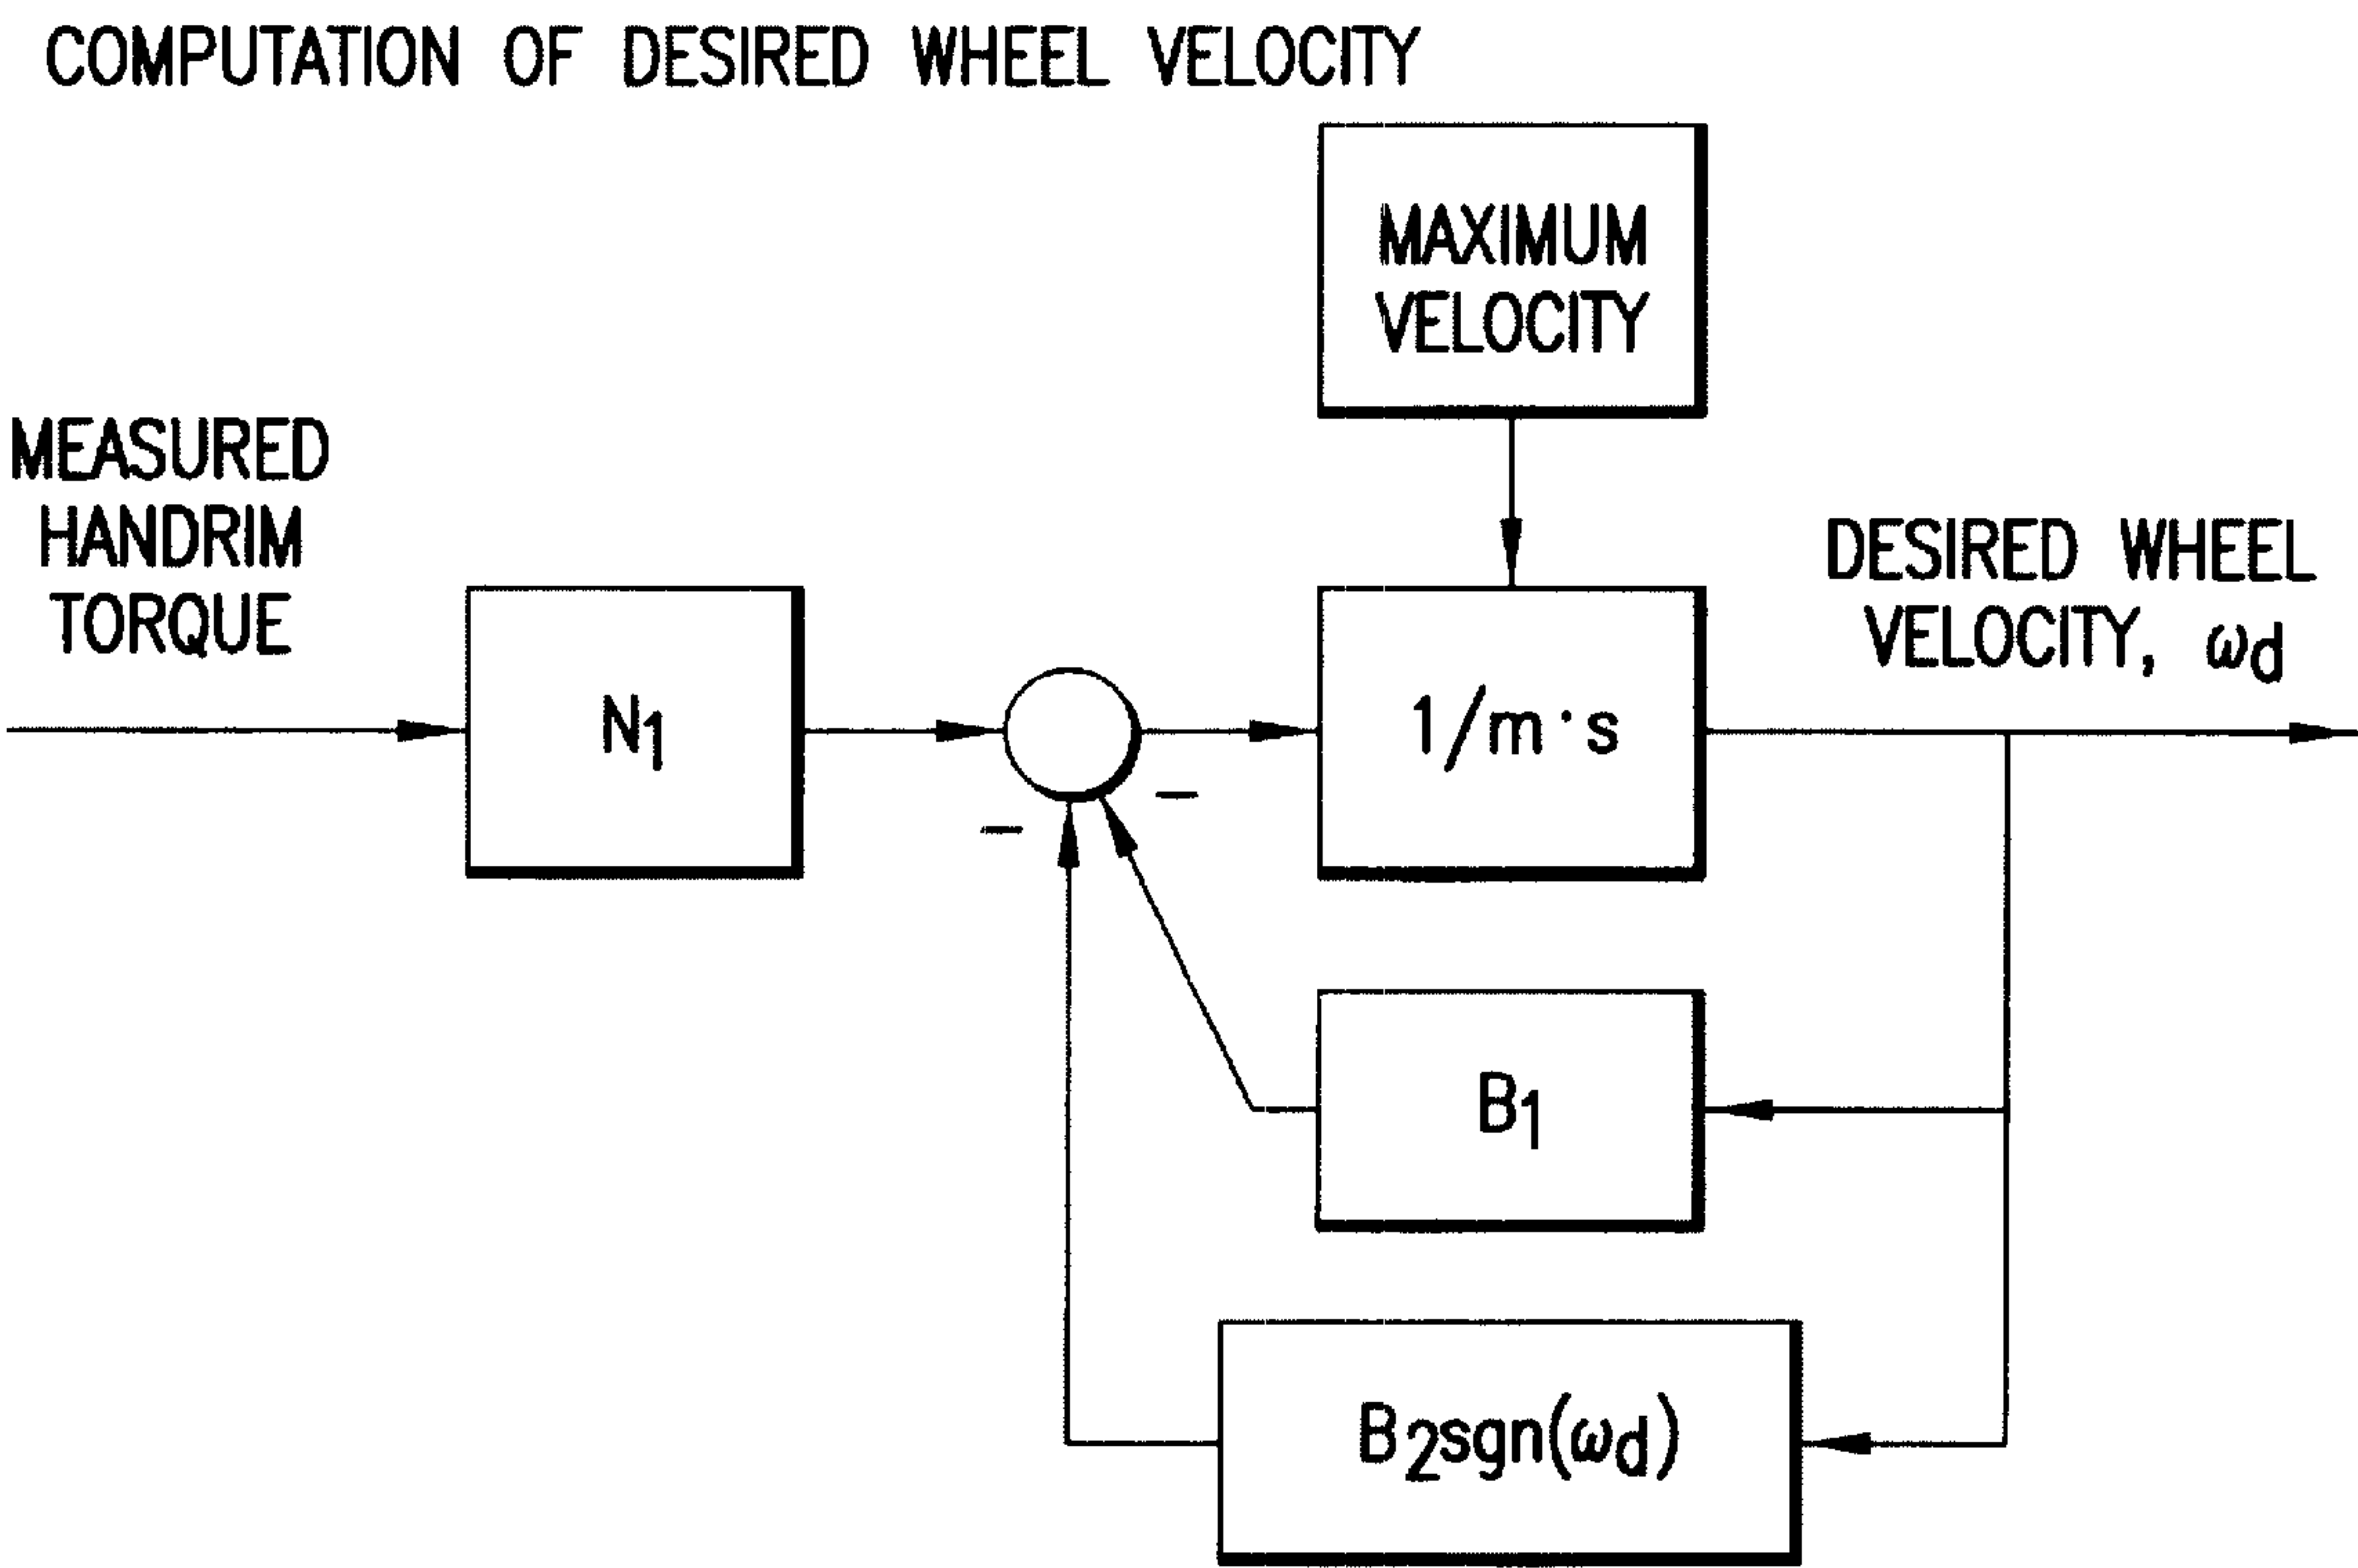 COMPUTATION OF DESIRED WHEEL VELOCITY
MAXIMUM
VELOCITY
MEASURED
HANDRIM
TORQUE
DESIRED WHEEL
VELOCITY, ωd
N1
1/m·s
–
–
B1
B2sgn(ωd)